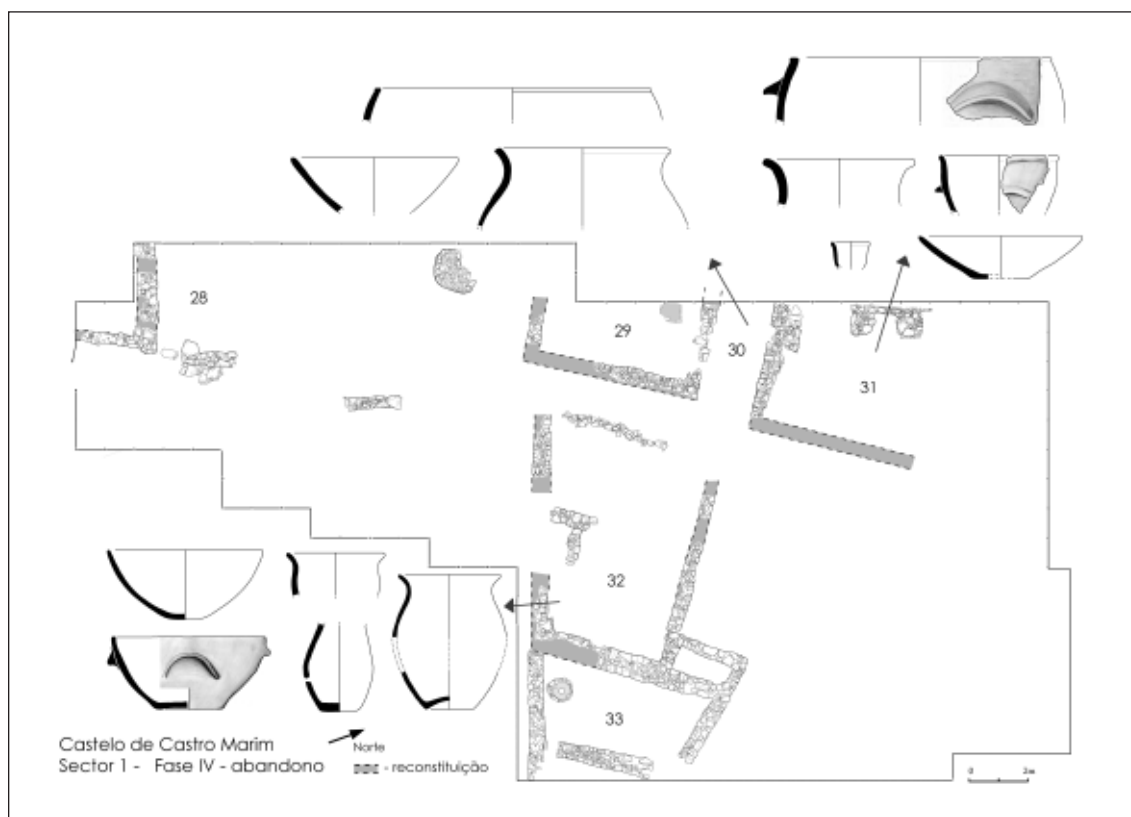 28
29
30
31
32
33
Castelo de Castro Marim
Sector 1 - Fase IV - abandono
Norte
- reconstituição
0 2m